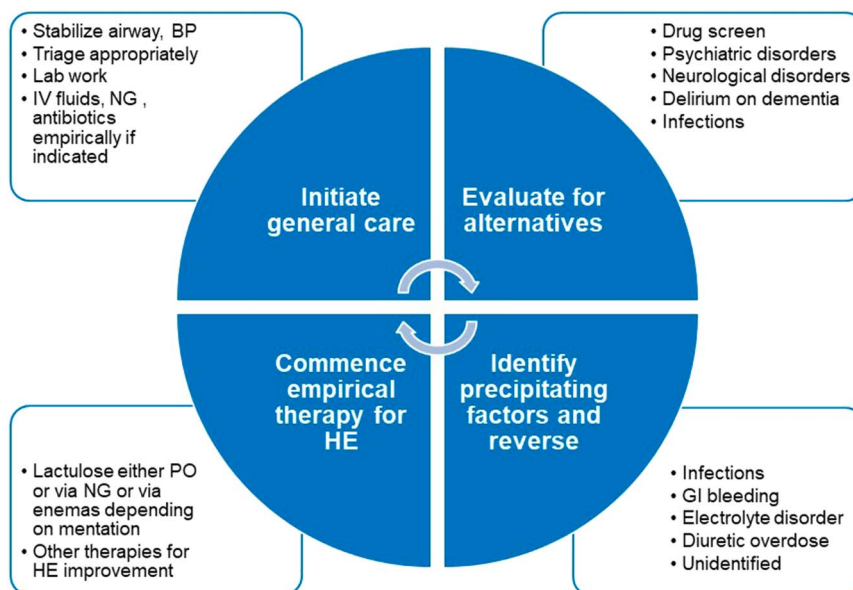 • Stabilize airway, BP
• Triage appropriately
• Lab work
• IV fluids, NG ,
antibiotics
empirically if
indicated
• Drug screen
• Psychiatric disorders
• Neurological disorders
• Delirium on dementia
• Infections
Initiate
general care
Evaluate for
alternatives
Commence
empirical
therapy for
HE
Identify
precipitating
factors and
reverse
• Lactulose either PO
or via NG or via
enemas depending
on mentation
• Other therapies for
HE improvement
• Infections
• GI bleeding
• Electrolyte disorder
• Diuretic overdose
• Unidentified